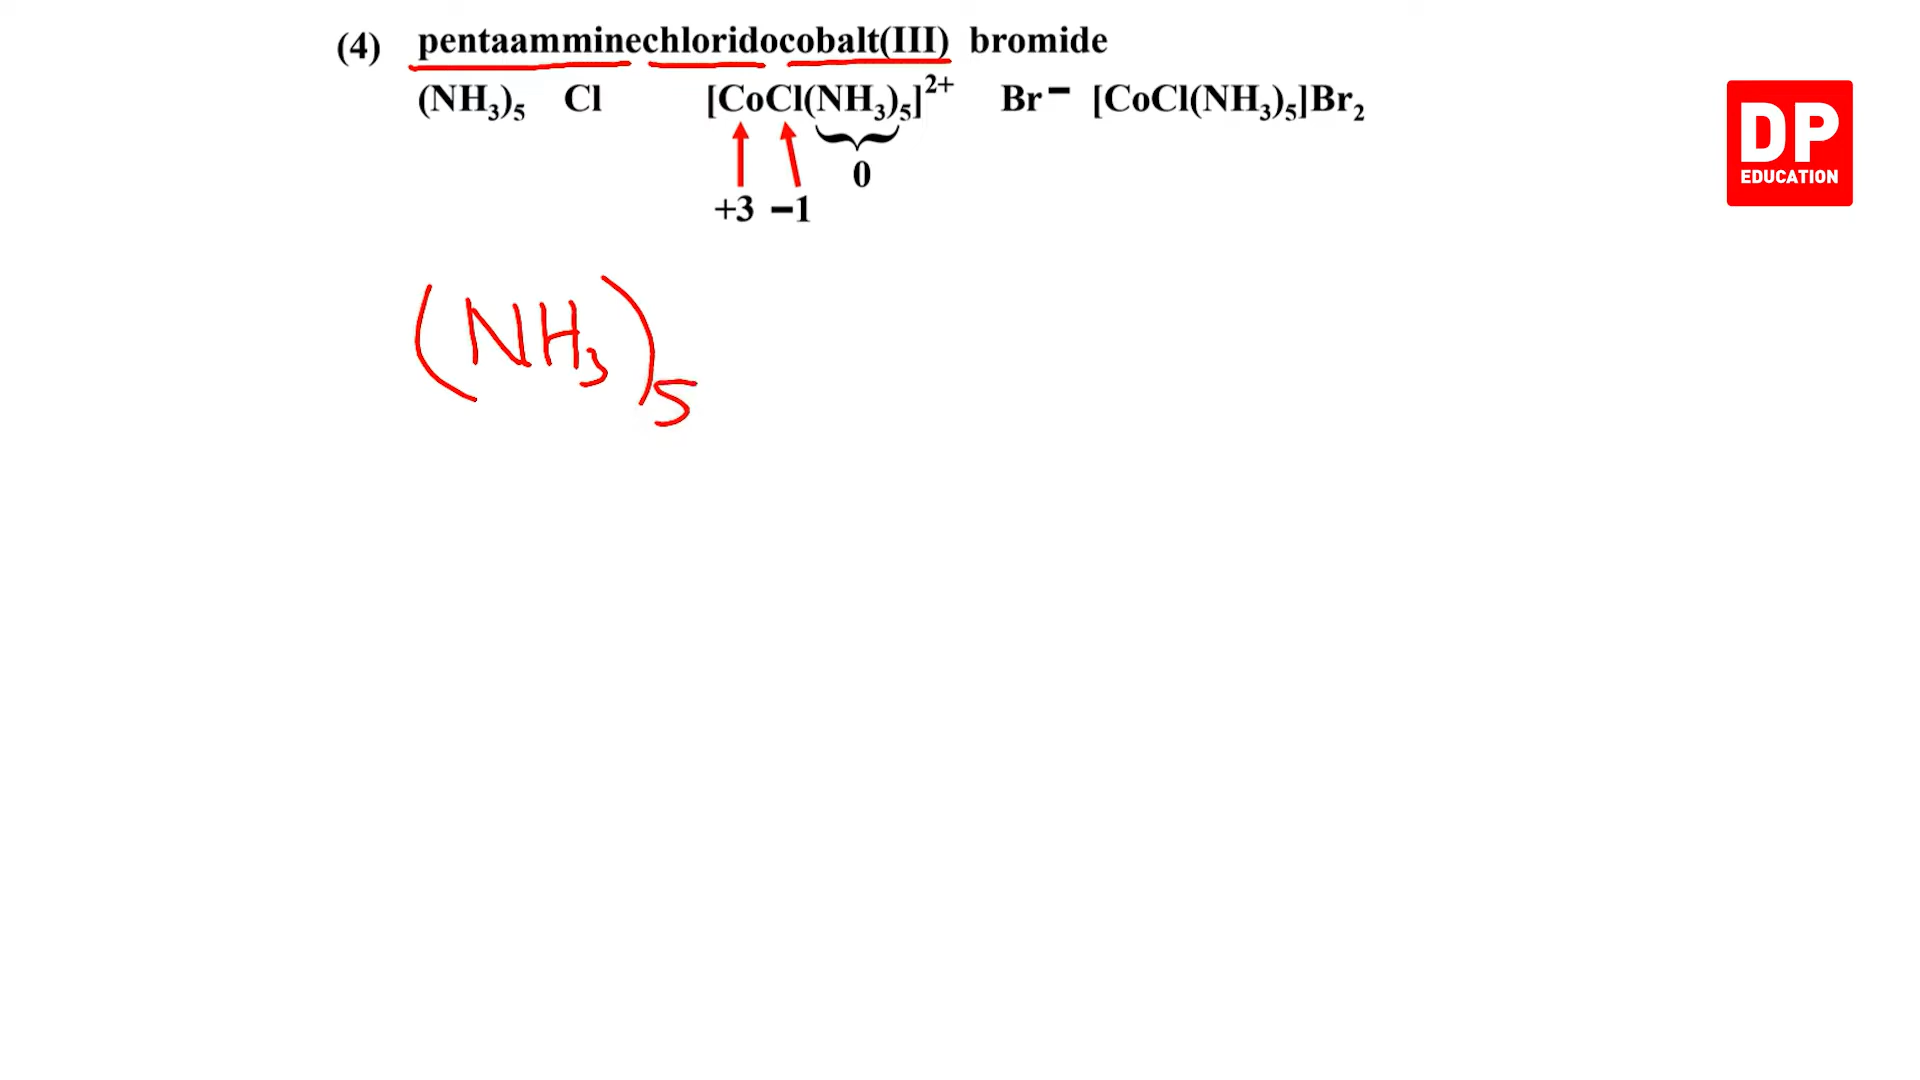 (4) pentaamminechloridocobalt(III) bromide
(NH₃)₅ Cl [CoCl(NH₃)₅]²⁺ Br⁻ [CoCl(NH₃)₅]Br₂
0
+3 −1
(NH₃)₅
DP
EDUCATION